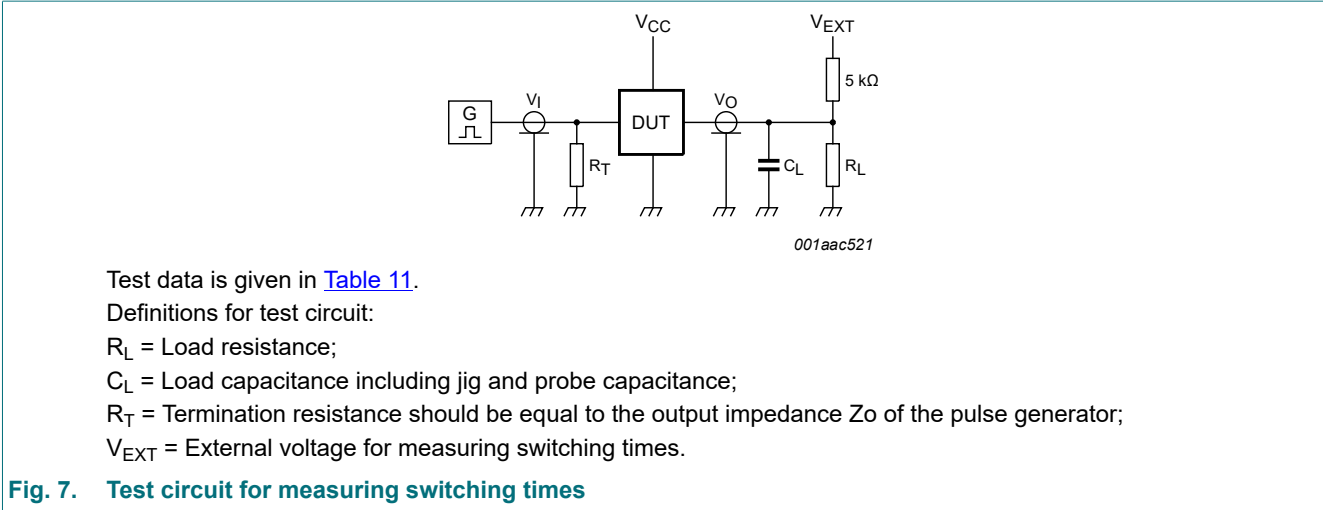 VCC
VEXT
5 kΩ
G
VI
DUT
VO
RT
CL
RL
001aac521
Test data is given in Table 11.
Definitions for test circuit:
RL = Load resistance;
CL = Load capacitance including jig and probe capacitance;
RT = Termination resistance should be equal to the output impedance Zo of the pulse generator;
VEXT = External voltage for measuring switching times.
Fig. 7. Test circuit for measuring switching times